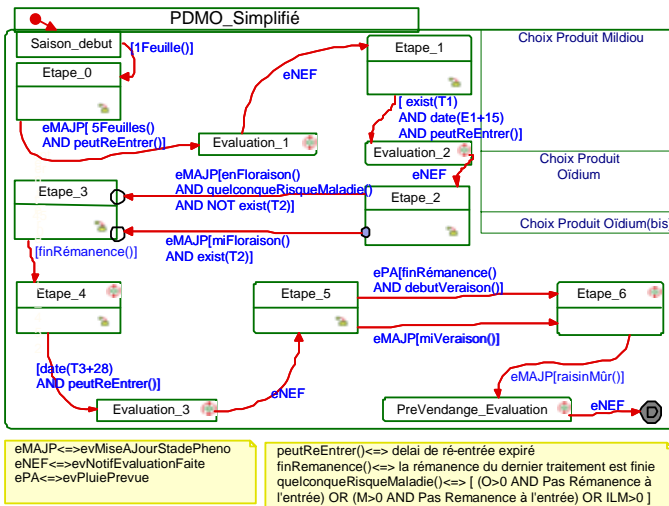 PDMO_Simplifié
Saison_debut
[1Feuille()]
Etape_0
eMAJP[ 5Feuilles()
AND peutReEntrer()]
Evaluation_1
eNEF
Etape_1
[ exist(T1)
AND date(E1+15)
AND peutReEntrer()]
Evaluation_2
eNEF
Etape_2
Choix Produit Mildiou
Choix Produit
Oïdium
Choix Produit Oïdium(bis
eMAJP[enFloraison()
AND quelconqueRisqueMaladie()
AND NOT exist(T2)]
Etape_3
eMAJP[miFloraison()
AND exist(T2)]
[finRémanence()]
Etape_4
[date(T3+28)
AND peutReEntrer()]
Evaluation_3
eNEF
Etape_5
ePA[finRémanence()
AND debutVeraison()]
eMAJP[miVeraison()]
Etape_6
eMAJP[raisinMûr()]
PreVendange_Evaluation
eNEF
D
eMAJP<=>evMiseAJourStadePheno
eNEF<=>evNotifEvaluationFaite
ePA<=>evPluiePrevue
peutReEntrer()<=> delai de ré-entrée expiré
finRemanence()<=> la rémanence du dernier traitement est finie
quelconqueRisqueMaladie()<=> [ (O>0 AND Pas Rémanence à
l'entrée) OR (M>0 AND Pas Remanence à l'entrée) OR ILM>0 ]